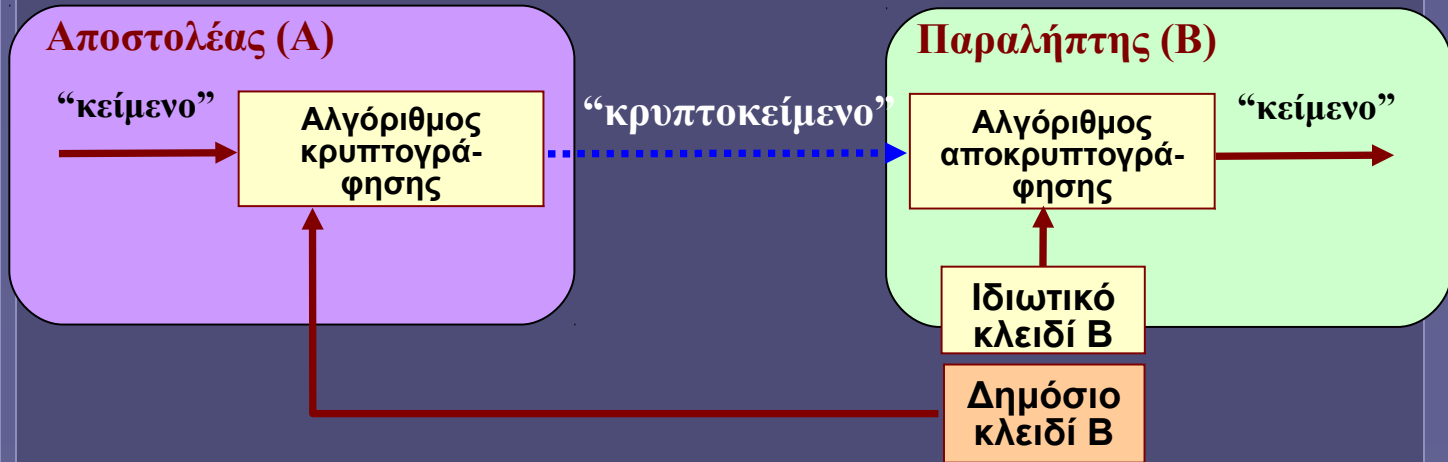 Αποστολέας (Α)
“κείμενο”
Αλγόριθμος
κρυπτογρά-
φησης
“κρυπτοκείμενο”
Παραλήπτης (Β)
Αλγόριθμος
αποκρυπτογρά-
φησης
“κείμενο”
Ιδιωτικό
κλειδί Β
Δημόσιο
κλειδί Β